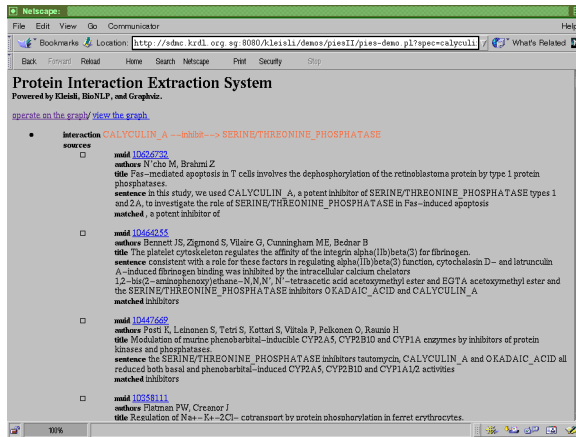 Netscape:
File Edit View Go Communicator Help
Bookmarks Location: http://sdmc.krdl.org.sg:8080/kleisli/demos/piesII/pies-demo.pl?spec=calyculi What's Related
Back Forward Reload Home Search Netscape Print Security Stop
Protein Interaction Extraction System
Powered by Kleisli, BioNLP, and Graphviz.
operate on the graph/ view the graph
interaction CALYCULIN_A ---inhibit---> SERINE/THREONINE_PHOSPHATASE
sources
muid 10626732
authors N'cho M, Brahmi Z
title Fas-mediated apoptosis in T cells involves the dephosphorylation of the retinoblastoma protein by type 1 protein
phosphatases.
sentence in this study, we used CALYCULIN_A, a potent inhibitor of SERINE/THREONINE_PHOSPHATASE types 1
and 2A, to investigate the role of SERINE/THREONINE_PHOSPHATASE in Fas-induced apoptosis
matched , a potent inhibitor of
muid 10464255
authors Bennett JS, Zigmond S, Vilaire G, Cunningham ME, Bednar B
title The platelet cytoskeleton regulates the affinity of the integrin alpha(IIb)beta(3) for fibrinogen.
sentence consistent with a role for these factors in regulating alpha(IIb)beta(3) function, cytochalasin D- and latrunculin
A-induced fibrinogen binding was inhibited by the intracellular calcium chelators
1,2-bis(2-aminophenoxy)ethane-N,N,N', N'-tetraacetic acid acetoxymethyl ester and EGTA acetoxymethyl ester and
the SERINE/THREONINE_PHOSPHATASE inhibitors OKADAIC_ACID and CALYCULIN_A
matched inhibitors
muid 10447669
authors Posti K, Leinonen S, Tetri S, Kottari S, Viitala P, Pelkonen O, Raunio H
title Modulation of murine phenobarbital-inducible CYP2A5, CYP2B10 and CYP1A enzymes by inhibitors of protein
kinases and phosphatases.
sentence the SERINE/THREONINE_PHOSPHATASE inhibitors tautomycin, CALYCULIN_A and OKADAIC_ACID all
reduced both basal and phenobarbital-induced CYP2A5, CYP2B10 and CYP1A1/2 activities
matched inhibitors
muid 10358111
authors Flatman PW, Creanor J
title Regulation of Na+-K+-2Cl- cotransport by protein phosphorylation in ferret erythrocytes.
100%